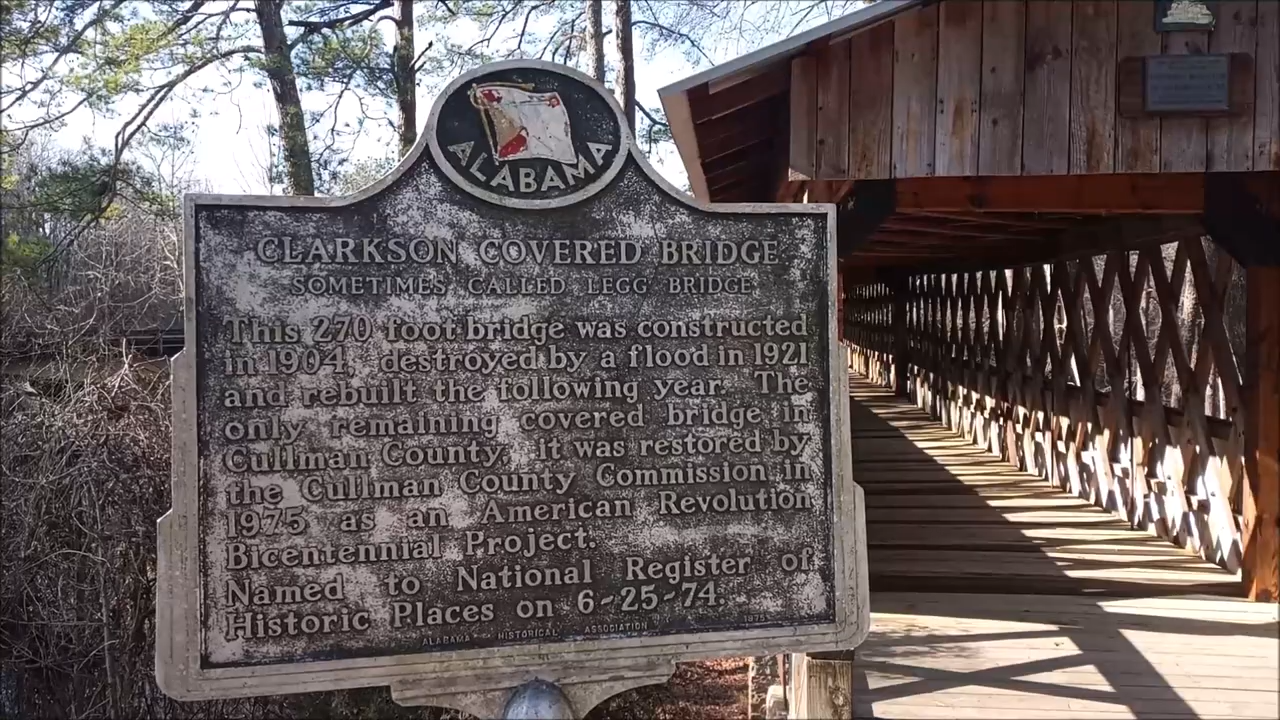 ALABAMA
CLARKSON COVERED BRIDGE
SOMETIMES CALLED LEGG BRIDGE
This 270 foot bridge was constructed
in 1904, destroyed by a flood in 1921
and rebuilt the following year. The
only remaining covered bridge in
Cullman County, it was restored by
the Cullman County Commission in
1975 as an American Revolution
Bicentennial Project.
Named to National Register of
Historic Places on 6-25-74.
ALABAMA HISTORICAL ASSOCIATION 1975